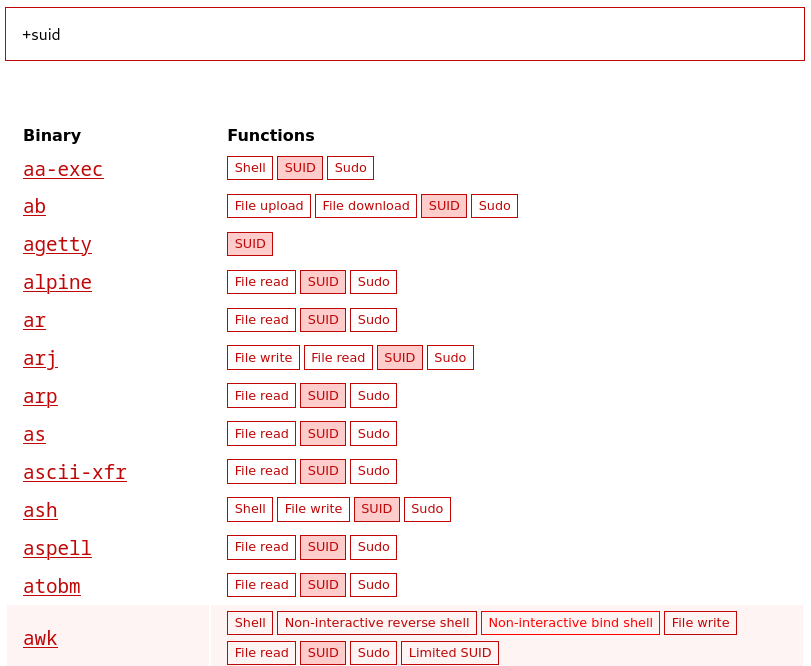 +suid
Binary Functions
aa-exec Shell SUID Sudo
ab File upload File download SUID Sudo
agetty SUID
alpine File read SUID Sudo
ar File read SUID Sudo
arj File write File read SUID Sudo
arp File read SUID Sudo
as File read SUID Sudo
ascii-xfr File read SUID Sudo
ash Shell File write SUID Sudo
aspell File read SUID Sudo
atobm File read SUID Sudo
awk Shell Non-interactive reverse shell Non-interactive bind shell File write
File read SUID Sudo Limited SUID